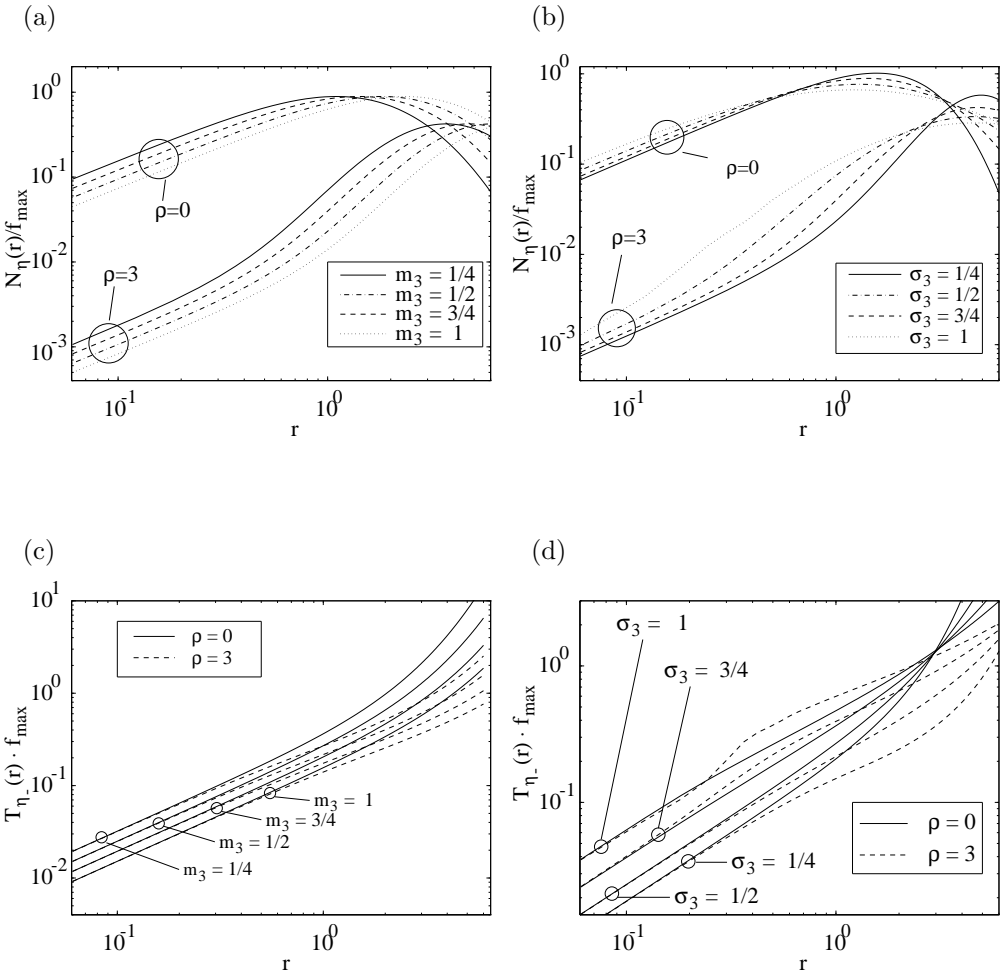 (a)
10^0
10^-1
10^-2
10^-3
N_η(r)/f_max
ρ=0
ρ=3
m_3 = 1/4
m_3 = 1/2
m_3 = 3/4
m_3 = 1
10^-1
10^0
r
(b)
10^0
10^-1
10^-2
10^-3
N_η(r)/f_max
ρ=0
ρ=3
σ_3 = 1/4
σ_3 = 1/2
σ_3 = 3/4
σ_3 = 1
10^-1
10^0
r
(c)
10^1
10^0
10^-1
10^-2
T_η_-(r) · f_max
ρ = 0
ρ = 3
m_3 = 1
m_3 = 3/4
m_3 = 1/2
m_3 = 1/4
10^-1
10^0
r
(d)
10^0
10^-1
T_η_-(r) · f_max
σ_3 = 1
σ_3 = 3/4
σ_3 = 1/4
σ_3 = 1/2
ρ = 0
ρ = 3
10^-1
10^0
r